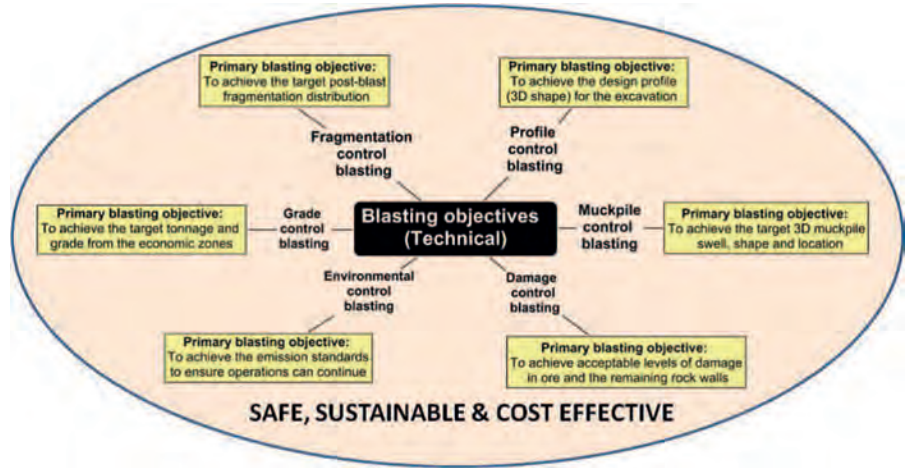 Primary blasting objective:
To achieve the target post-blast
fragmentation distribution
Primary blasting objective:
To achieve the design profile
(3D shape) for the excavation
Fragmentation
control
blasting
Profile
control
blasting
Primary blasting objective:
To achieve the target tonnage and
grade from the economic zones
Grade
control
blasting
Blasting objectives
(Technical)
Muckpile
control
blasting
Primary blasting objective:
To achieve the target 3D muckpile
swell, shape and location
Environmental
control
blasting
Damage
control
blasting
Primary blasting objective:
To achieve the emission standards
to ensure operations can continue
Primary blasting objective:
To achieve acceptable levels of damage
in ore and the remaining rock walls
SAFE, SUSTAINABLE & COST EFFECTIVE